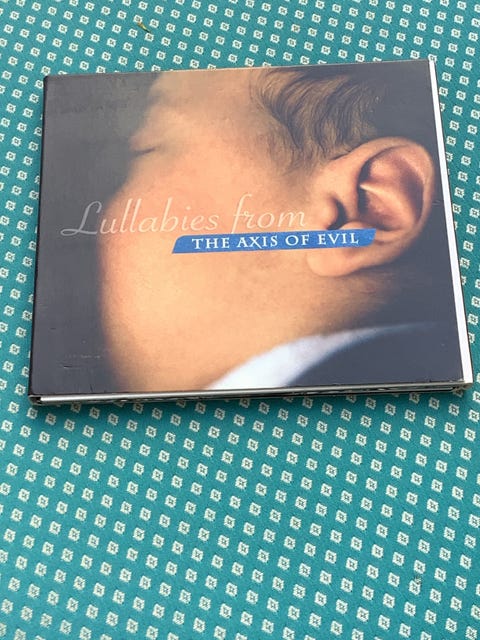 Lullabies from
THE AXIS OF EVIL